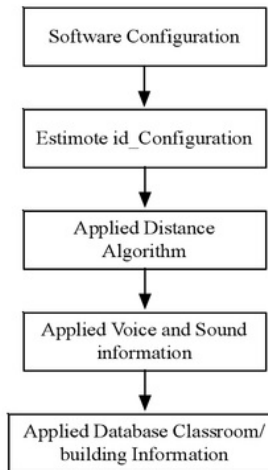 Software Configuration
Estimote id_Configuration
Applied Distance
Algorithm
Applied Voice and Sound
information
Applied Database Classroom/
building Information